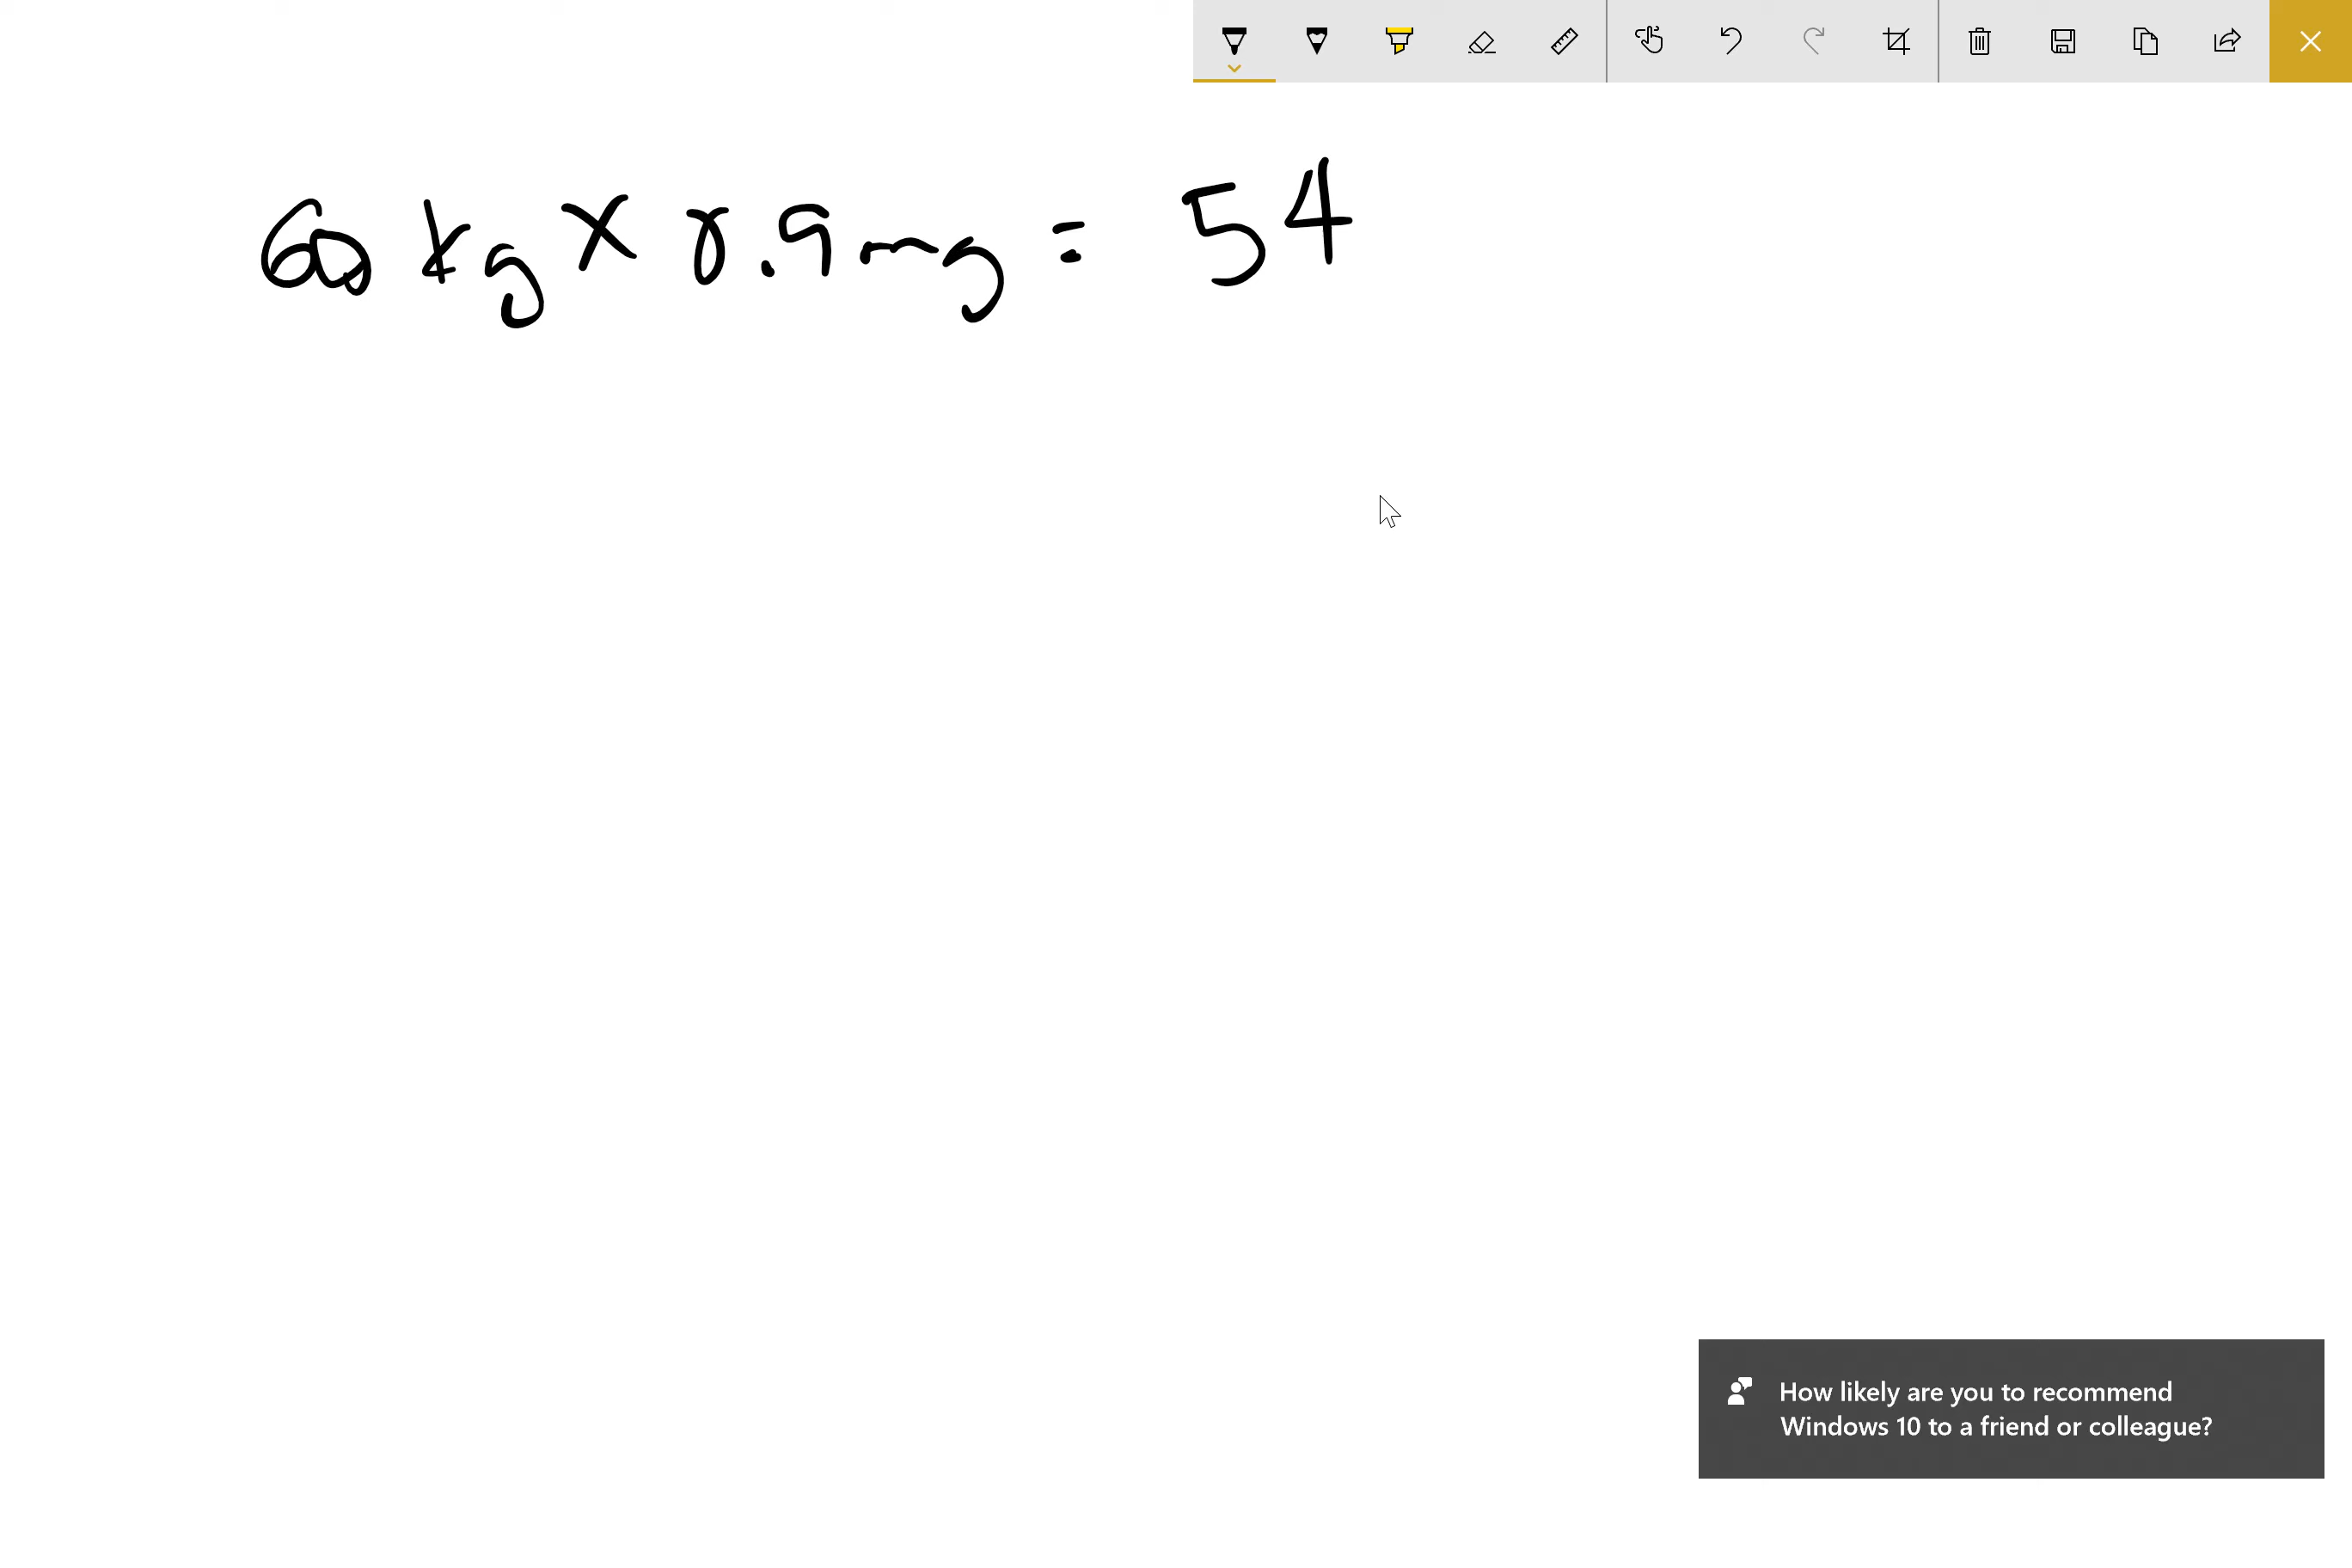 60 kg x 0.9 mg = 54
How likely are you to recommend
Windows 10 to a friend or colleague?